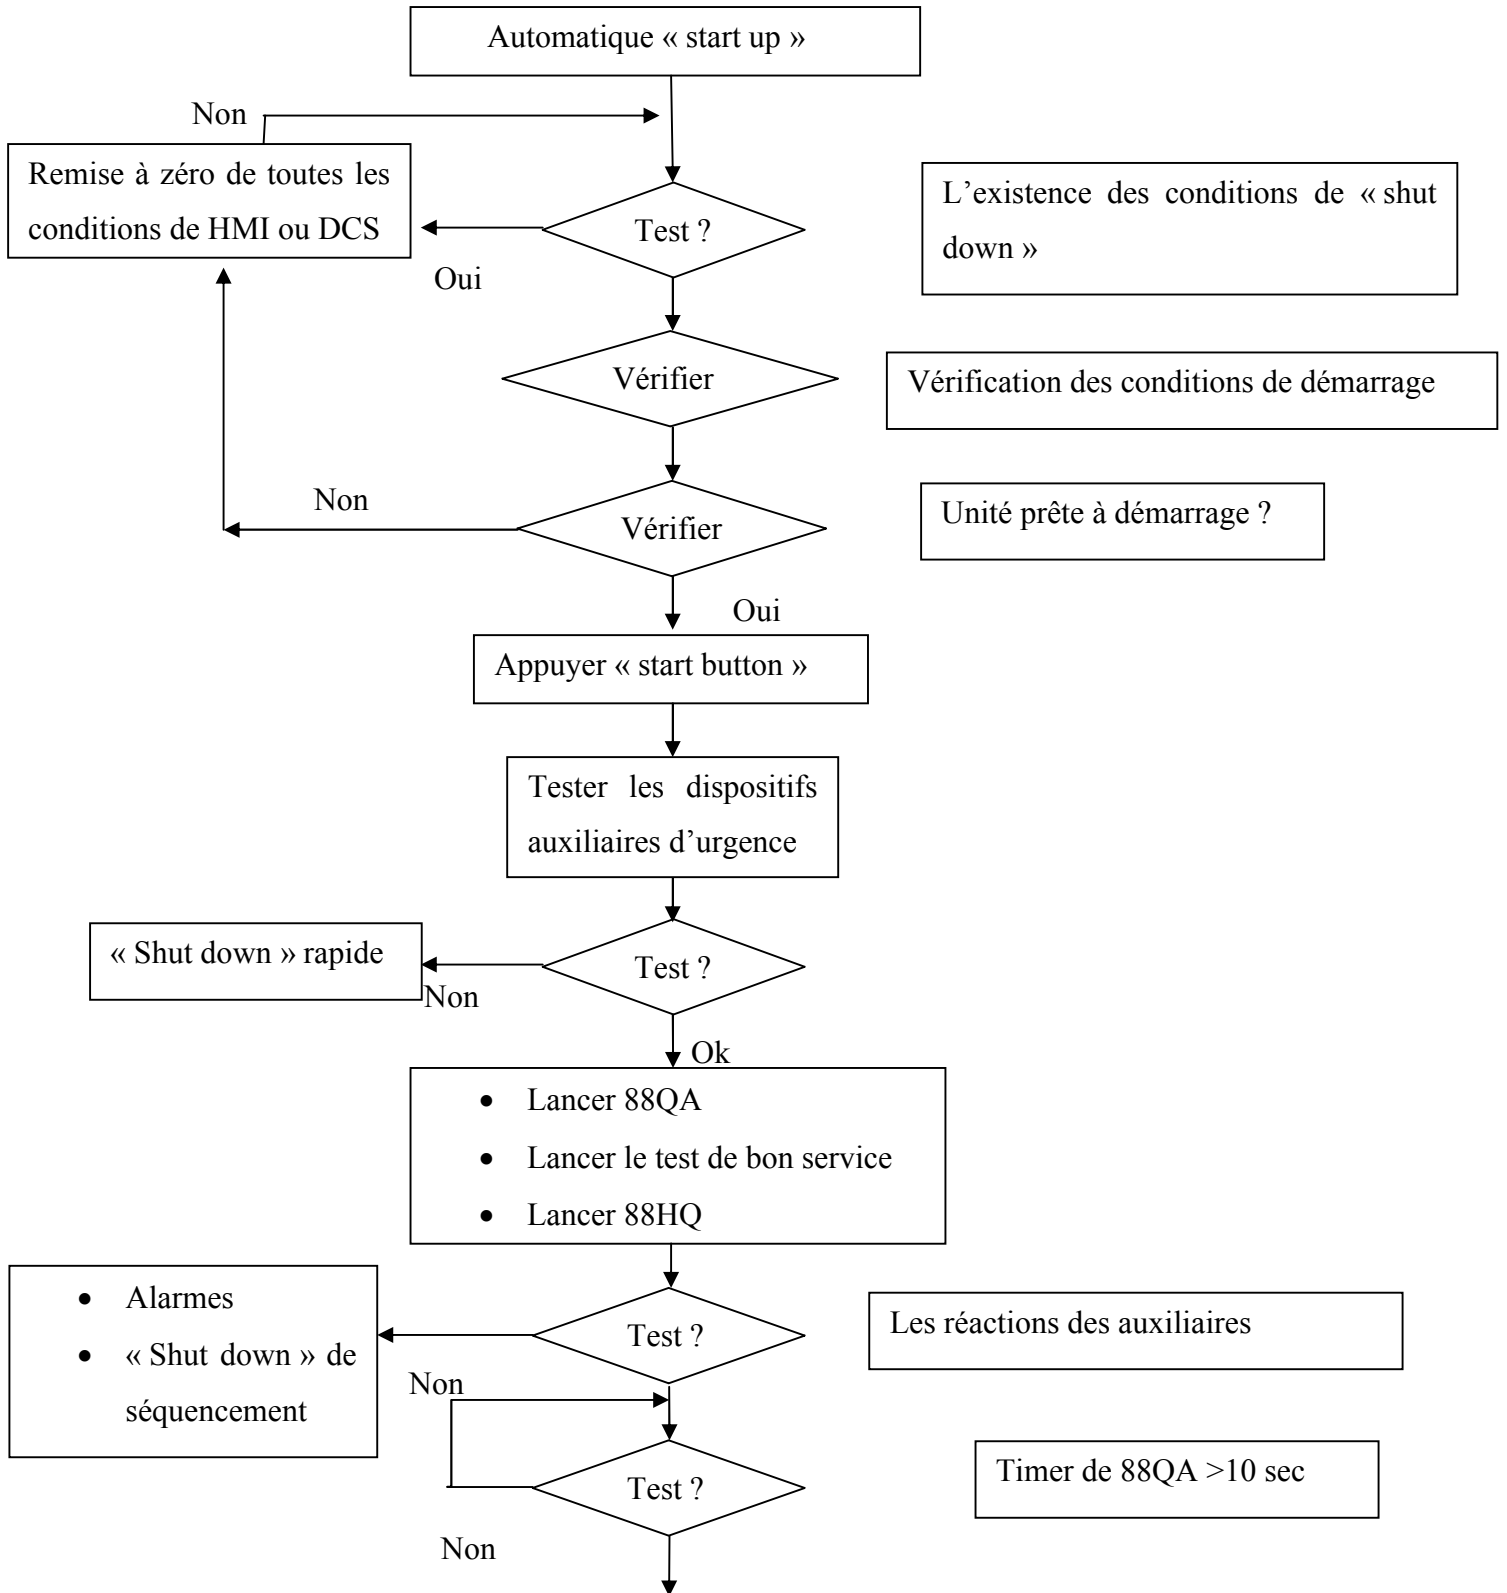 Automatique « start up »
Non
Remise à zéro de toutes les
conditions de HMI ou DCS
Test ?
L’existence des conditions de « shut
down »
Oui
Vérifier
Vérification des conditions de démarrage
Non
Vérifier
Unité prête à démarrage ?
Oui
Appuyer « start button »
Tester les dispositifs
auxiliaires d’urgence
« Shut down » rapide
Test ?
Non
Ok
• Lancer 88QA
• Lancer le test de bon service
• Lancer 88HQ
• Alarmes
• « Shut down » de
séquencement
Test ?
Les réactions des auxiliaires
Non
Test ?
Timer de 88QA >10 sec
Non